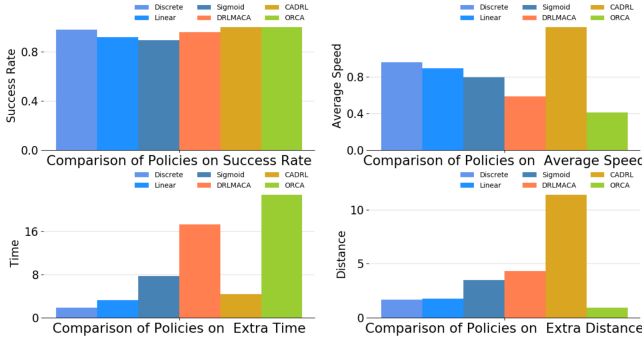 Discrete Sigmoid CADRL
Linear DRLMACA ORCA
Success Rate
0.8
0.4
0.0
Comparison of Policies on Success Rate
Discrete Sigmoid CADRL
Linear DRLMACA ORCA
Average Speed
0.8
0.4
0.0
Comparison of Policies on Average Speed
Discrete Sigmoid CADRL
Linear DRLMACA ORCA
Time
16
8
0
Comparison of Policies on Extra Time
Discrete Sigmoid CADRL
Linear DRLMACA ORCA
Distance
10
5
0
Comparison of Policies on Extra Distance